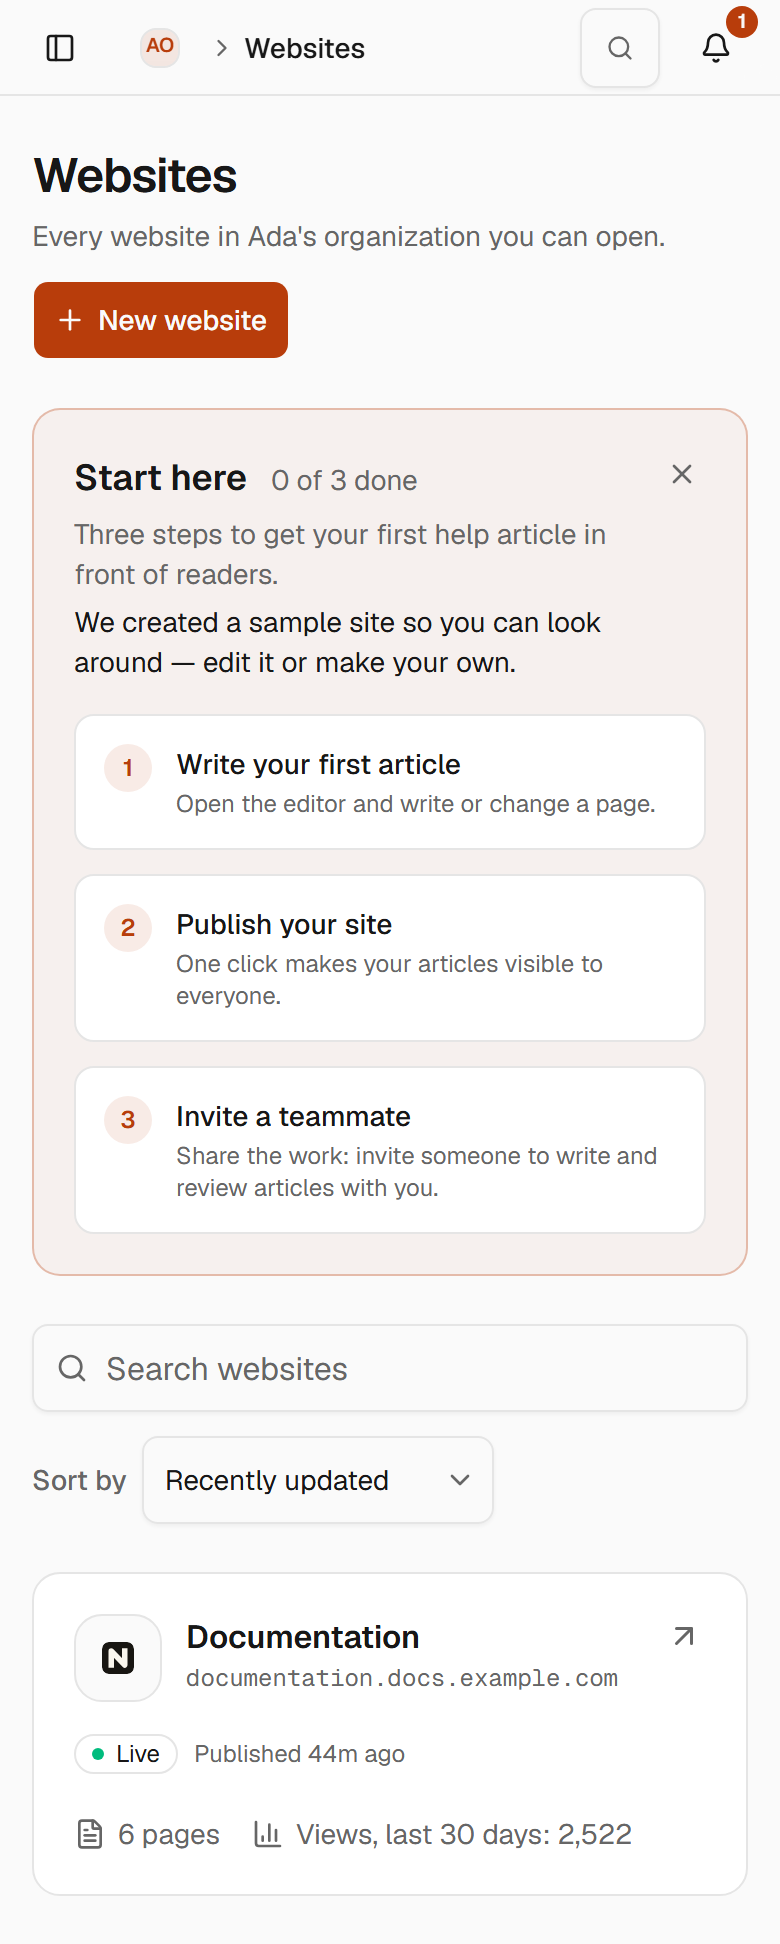 AO
Websites
1
Websites
Every website in Ada's organization you can open.
New website
Start here
0 of 3 done
Three steps to get your first help article in
front of readers.
We created a sample site so you can look
around — edit it or make your own.
1
Write your first article
Open the editor and write or change a page.
2
Publish your site
One click makes your articles visible to
everyone.
3
Invite a teammate
Share the work: invite someone to write and
review articles with you.
Search websites
Sort by
Recently updated
N
Documentation
documentation.docs.example.com
Live
Published 44m ago
6 pages
Views, last 30 days: 2,522